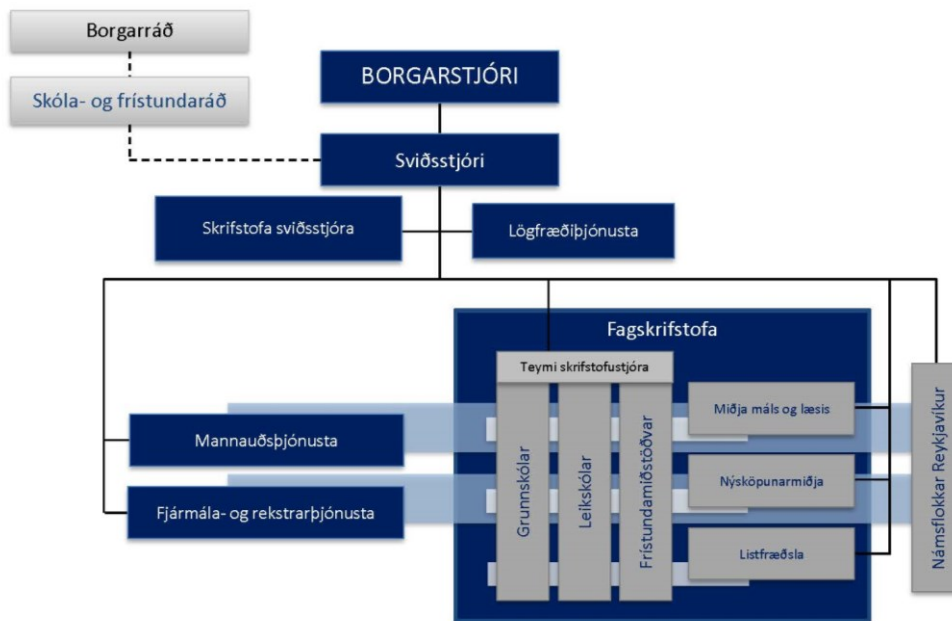 Borgarráð
BORGARSTJÓRI
Skóla- og frístundaráð
Sviðsstjóri
Skrifstofa sviðsstjóra
Lögfræðiþjónusta
Fagskrifstofa
Teymi skrifstofustjóra
Miðja máls og læsis
Mannauðsþjónusta
Nýsköpunarmiðja
Fjármála- og rekstrarþjónusta
Listfræðsla
Grunnskólar
Leikskólar
Frístundamiðstöðvar
Námsflokkar Reykjavíkur